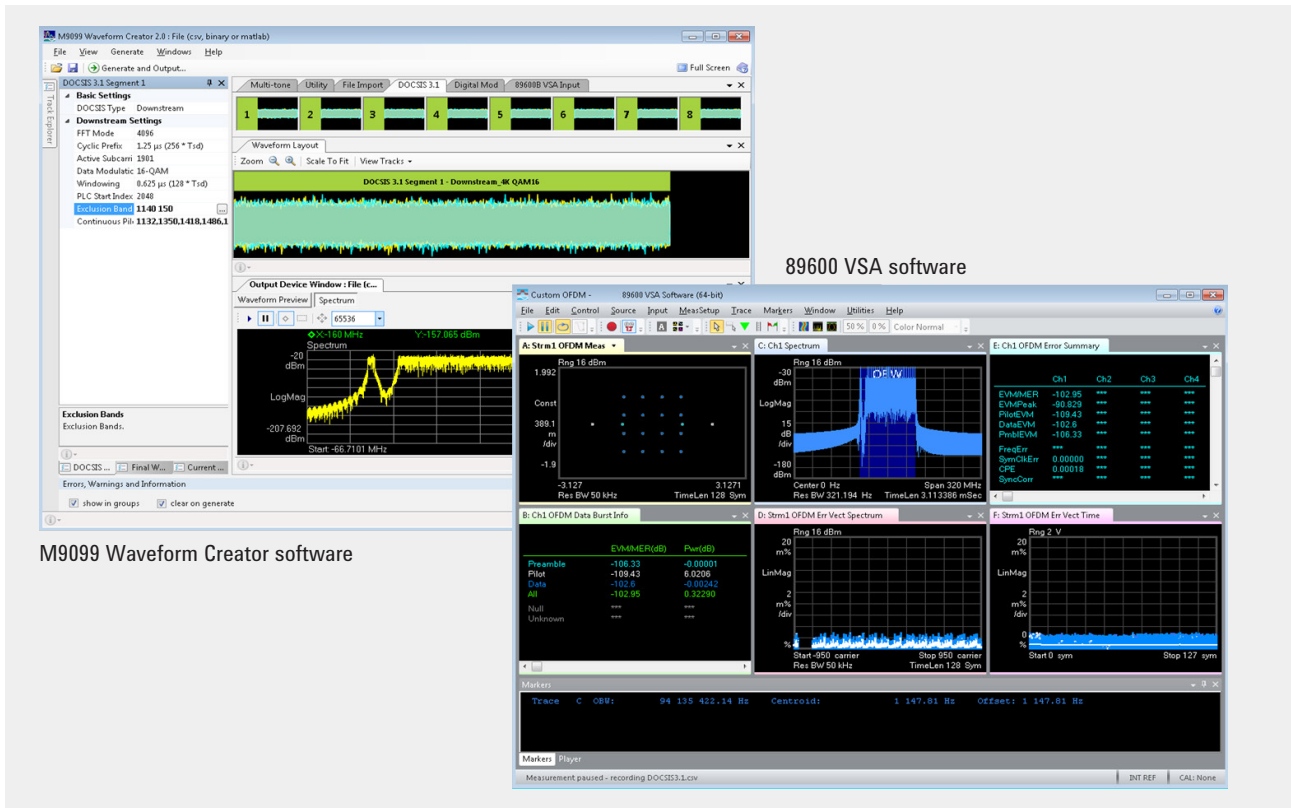 M9099 Waveform Creator 2.0 : File (csv, binary or matlab)
File View Generate Windows Help
Generate and Output...
Full Screen
Track Explorer
DOCSIS 3.1 Segment 1
Basic Settings
DOCSIS Type Downstream
Downstream Settings
FFT Mode 4096
Cyclic Prefix 1.25 µs (256 * Tsd)
Active Subcarri 1901
Data Modulatic 16-QAM
Windowing 0.625 µs (128 * Tsd)
PLC Start Index 2048
Exclusion Band 1140 150 ...
Continuous Pil 1132,1350,1418,1486,1
Exclusion Bands
Exclusion Bands.
DOCSIS ... Final W... Current ...
Errors, Warnings and Information
show in groups clear on generate
Multi-tone Utility File Import DOCSIS 3.1 Digital Mod 89600B VSA Input
1 2 3 4 5 6 7 8
Waveform Layout
Zoom Scale To Fit View Tracks
DOCSIS 3.1 Segment 1 - Downstream_4K QAM16
Output Device Window : File (c...
Waveform Preview Spectrum
65536
X:-160 MHz Y:-157.065 dBm
Spectrum
-20
dBm
LogMag
-207.692
dBm
Start: -66.7101 MHz
M9099 Waveform Creator software
89600 VSA software
Custom OFDM - 89600 VSA Software (64-bit)
File Edit Control Source Input MeasSetup Trace Markers Window Utilities Help
A 50% 0% Color Normal
A: Strm1 OFDM Meas
Rng 16 dBm
1.992
Const
389.1
m
/div
-1.9
-3.127 3.1271
Res BW 50 kHz TimeLen 128 Sym
C: Ch1 Spectrum
Rng 16 dBm
-30
dBm
LogMag
15
dB
/div
-180
dBm
Center 0 Hz Span 320 MHz
Res BW 321.194 Hz TimeLen 3.113386 mSec
E: Ch1 OFDM Error Summary
Ch1 Ch2 Ch3 Ch4
EVM/MER -102.95 *** *** ***
EVMPeak -90.829 *** *** ***
PilotEVM -109.43 *** *** ***
DataEVM -102.6 *** *** ***
PmblEVM -106.33 *** *** ***
FreqErr *** *** ***
SymClkErr 0.00000 *** *** ***
CPE 0.00018 *** *** ***
SyncCorr *** *** *** ***
B: Ch1 OFDM Data Burst Info
EVM/MER(dB) Pwr(dB)
Preamble -106.33 -0.00001
Pilot -109.43 6.0206
Data -102.6 -0.00242
All -102.95 0.32290
Null *** ***
Unknown *** ***
D: Strm1 OFDM Err Vect Spectrum
Rng 16 dBm
20
m%
LinMag
2
m%
/div
%
Start -950 carrier Stop 950 carrier
Res BW 50 kHz TimeLen 128 Sym
F: Strm1 OFDM Err Vect Time
Rng 2 V
20
m%
LinMag
2
m%
/div
0
%
Start 0 sym Stop 127 sym
Markers
Trace C OBW: 94 135 422.14 Hz Centroid: 1 147.81 Hz Offset: 1 147.81 Hz
Markers Player
Measurement paused - recording DOCSIS3.1.csv INT REF CAL: None